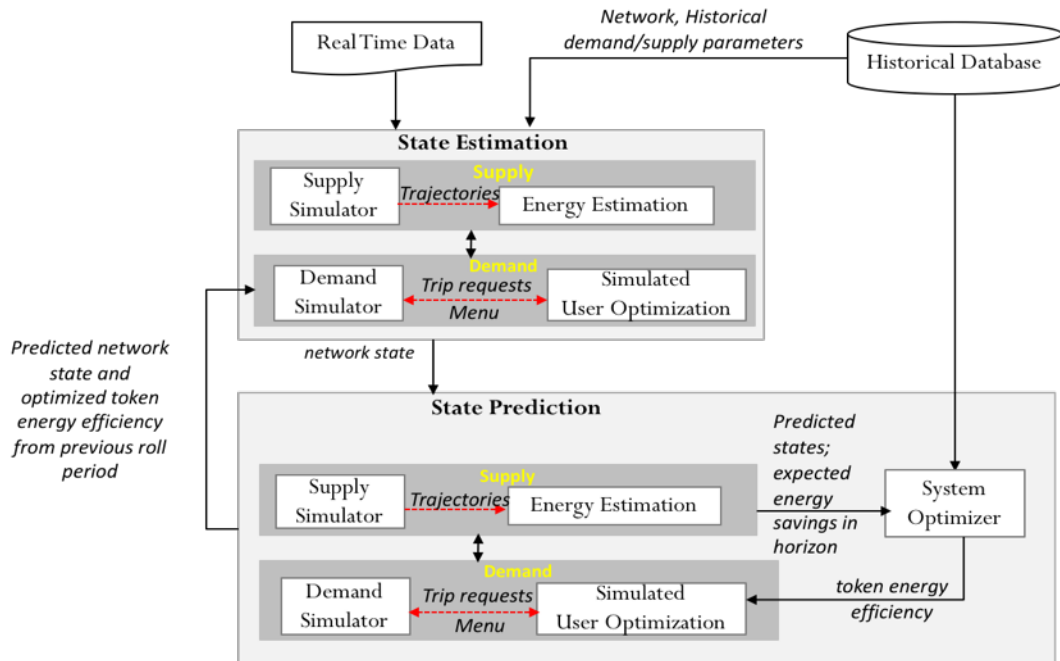 Real Time Data
Network, Historical
demand/supply parameters
Historical Database
State Estimation
Supply
Supply
Simulator
Trajectories
Energy Estimation
Demand
Demand
Simulator
Trip requests
Menu
Simulated
User Optimization
network state
Predicted network
state and
optimized token
energy efficiency
from previous roll
period
State Prediction
Supply
Supply
Simulator
Trajectories
Energy Estimation
Predicted
states;
expected
energy
savings in
horizon
System
Optimizer
Demand
Demand
Simulator
Trip requests
Menu
Simulated
User Optimization
token energy
efficiency